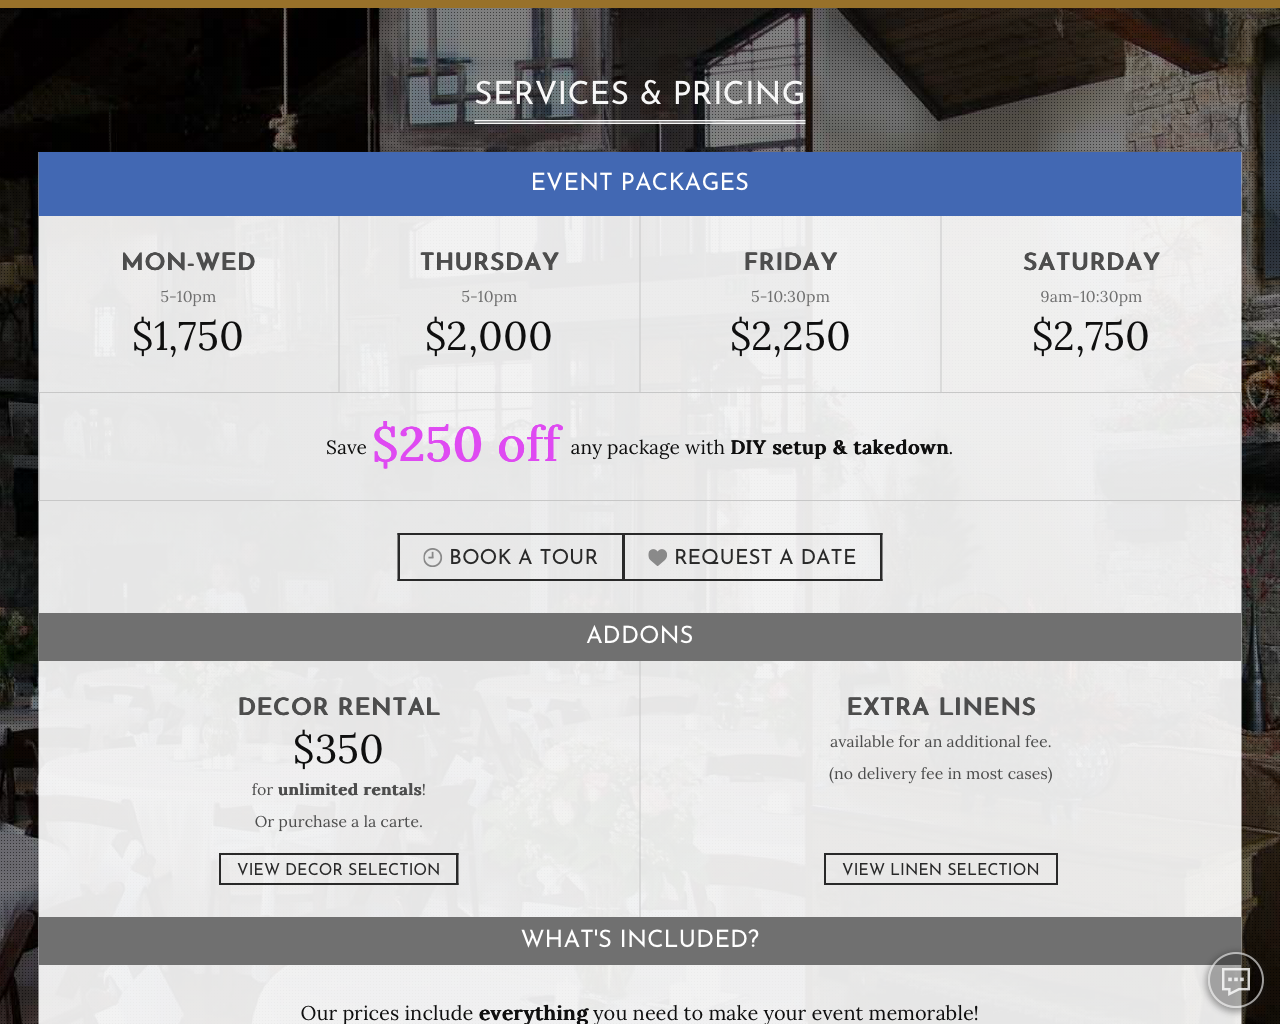 SERVICES & PRICING
EVENT PACKAGES
MON-WED
5-10pm
$1,750
THURSDAY
5-10pm
$2,000
FRIDAY
5-10:30pm
$2,250
SATURDAY
9am-10:30pm
$2,750
Save $250 off any package with DIY setup & takedown.
BOOK A TOUR
REQUEST A DATE
ADDONS
DECOR RENTAL
$350
for unlimited rentals!
Or purchase a la carte.
VIEW DECOR SELECTION
EXTRA LINENS
available for an additional fee.
(no delivery fee in most cases)
VIEW LINEN SELECTION
WHAT'S INCLUDED?
Our prices include everything you need to make your event memorable!